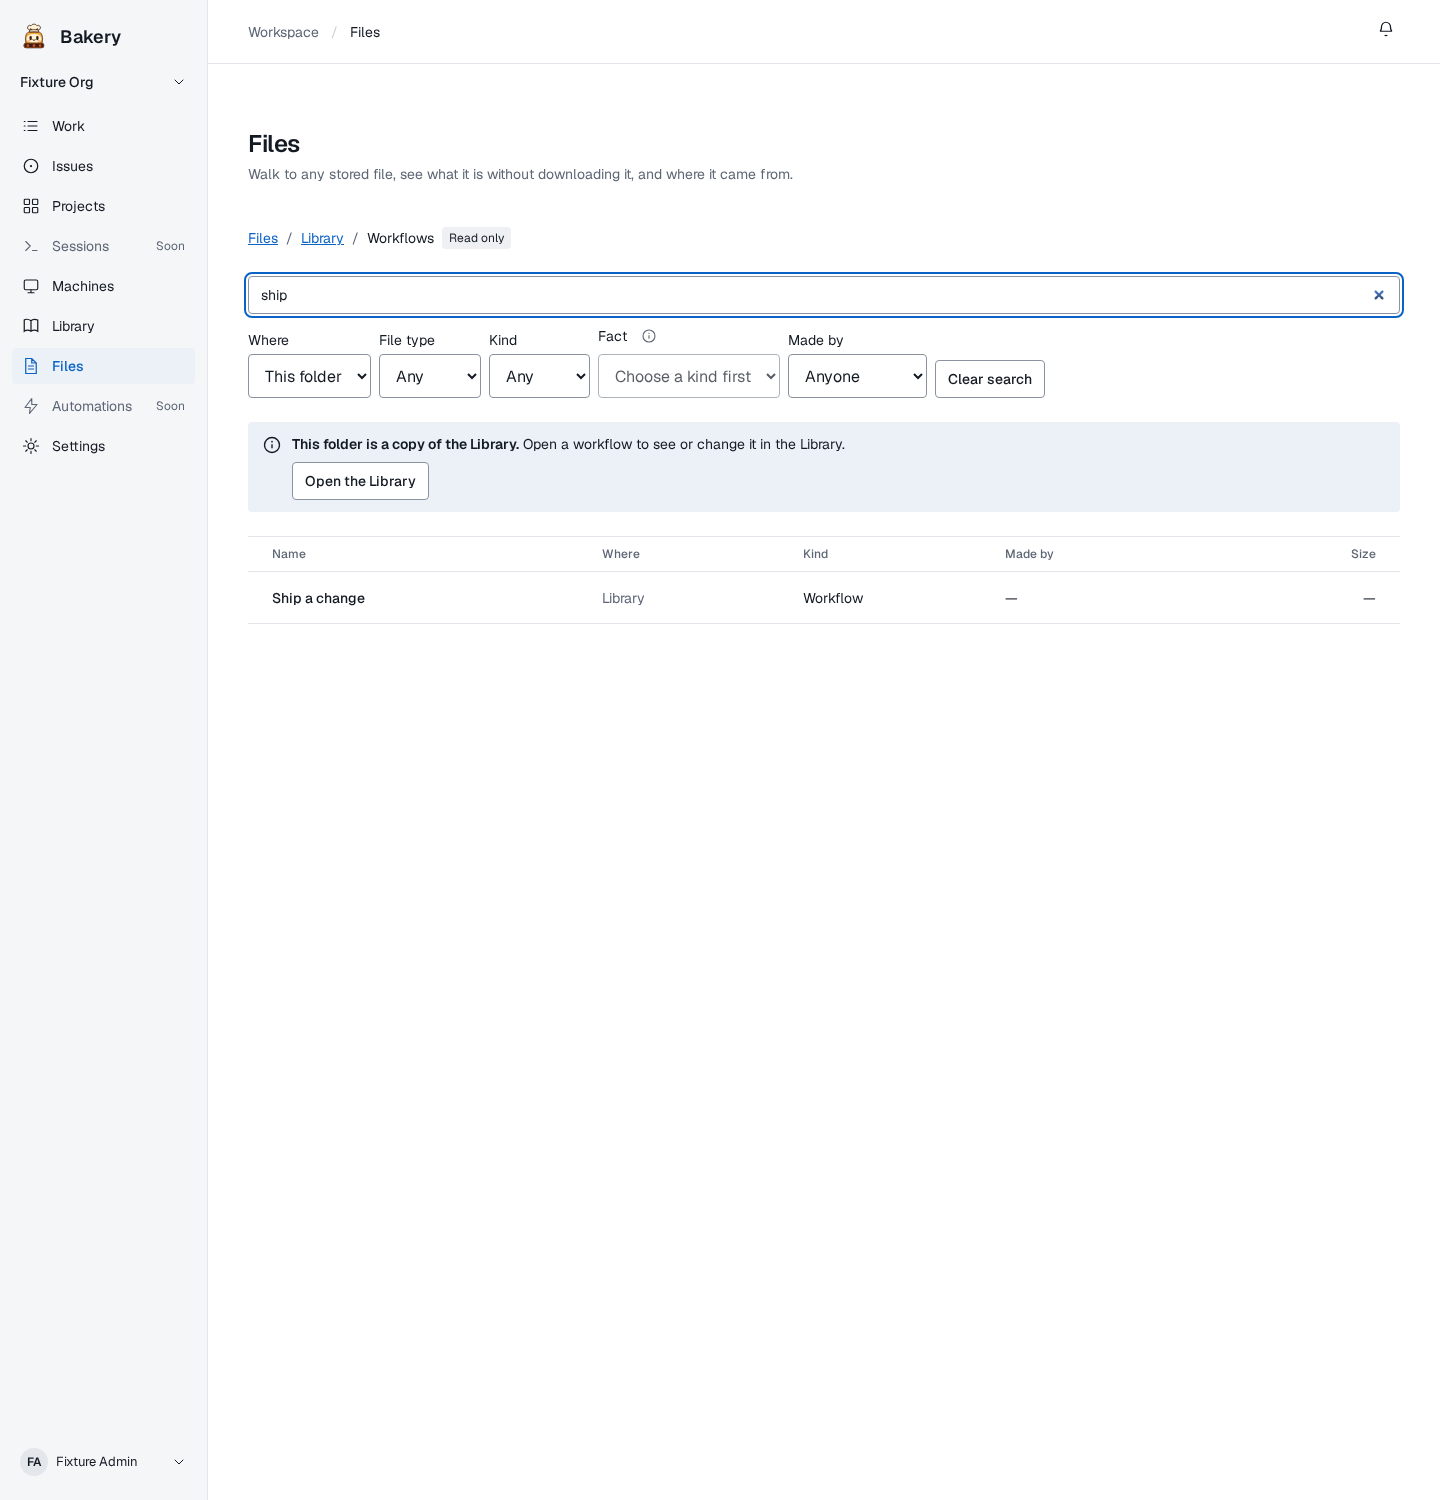 Bakery
Workspace / Files
Fixture Org
Work
Issues
Projects
Sessions Soon
Machines
Library
Files
Automations Soon
Settings
Files
Walk to any stored file, see what it is without downloading it, and where it came from.
Files / Library / Workflows Read only
ship
Where File type Kind Fact Made by
This folder Any Any Choose a kind first Anyone Clear search
This folder is a copy of the Library. Open a workflow to see or change it in the Library.
Open the Library
Name Where Kind Made by Size
Ship a change Library Workflow — —
FA Fixture Admin